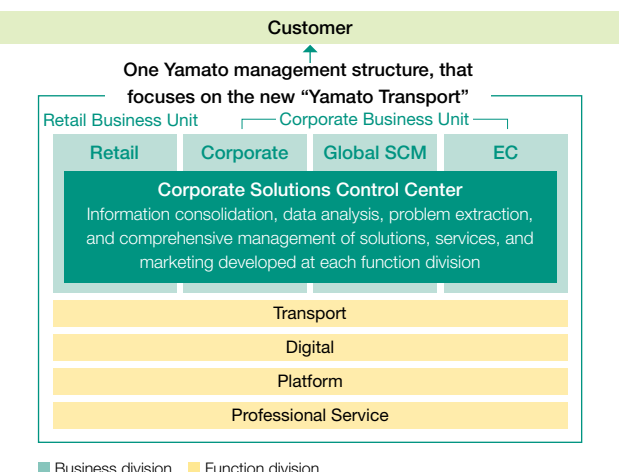 Customer
One Yamato management structure, that
focuses on the new “Yamato Transport”
Retail Business Unit
Corporate Business Unit
Retail
Corporate
Global SCM
EC
Corporate Solutions Control Center
Information consolidation, data analysis, problem extraction,
and comprehensive management of solutions, services, and
marketing developed at each function division
Transport
Digital
Platform
Professional Service
Business division
Function division